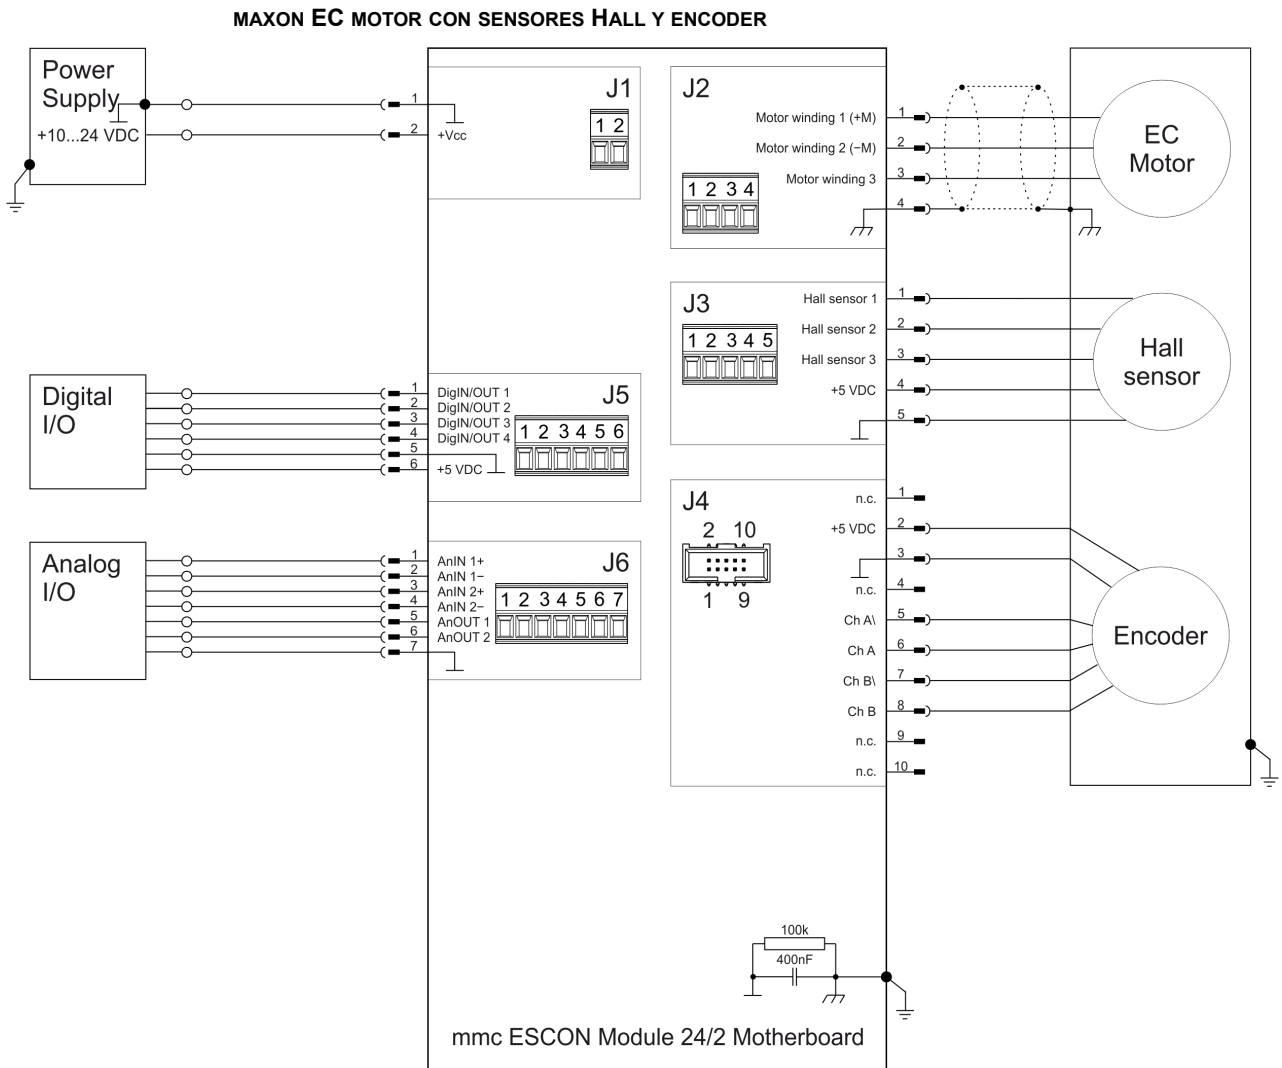 MAXON EC MOTOR CON SENSORES HALL Y ENCODER
Power
Supply
+10...24 VDC
1
2
+Vcc
J1
1 2
J2
1 2 3 4
Motor winding 1 (+M)
1
Motor winding 2 (−M)
2
Motor winding 3
3
4
EC
Motor
J3
1 2 3 4 5
Hall sensor 1
1
Hall sensor 2
2
Hall sensor 3
3
+5 VDC
4
5
Hall
sensor
Digital
I/O
1
DigIN/OUT 1
2
DigIN/OUT 2
3
DigIN/OUT 3
4
DigIN/OUT 4
5
6
+5 VDC
J5
1 2 3 4 5 6
Analog
I/O
1
AnIN 1+
2
AnIN 1−
3
AnIN 2+
4
AnIN 2−
5
AnOUT 1
6
AnOUT 2
7
J6
1 2 3 4 5 6 7
J4
2 10
1 9
n.c.
1
+5 VDC
2
3
n.c.
4
Ch A\
5
Ch A
6
Ch B\
7
Ch B
8
n.c.
9
n.c.
10
Encoder
100k
400nF
mmc ESCON Module 24/2 Motherboard